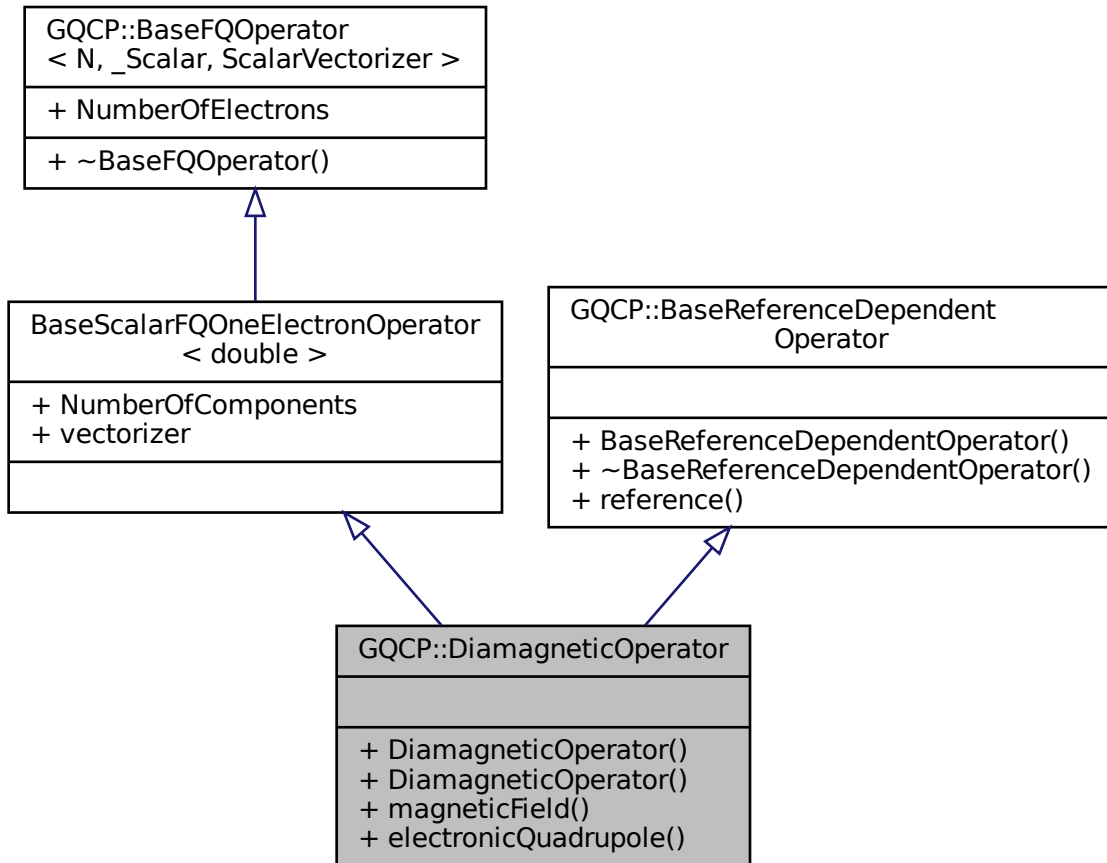 GQCP::BaseFQOperator
< N, _Scalar, ScalarVectorizer >
+ NumberOfElectrons
+ ~BaseFQOperator()
BaseScalarFQOneElectronOperator
< double >
+ NumberOfComponents
+ vectorizer
GQCP::BaseReferenceDependent
Operator
+ BaseReferenceDependentOperator()
+ ~BaseReferenceDependentOperator()
+ reference()
GQCP::DiamagneticOperator
+ DiamagneticOperator()
+ DiamagneticOperator()
+ magneticField()
+ electronicQuadrupole()